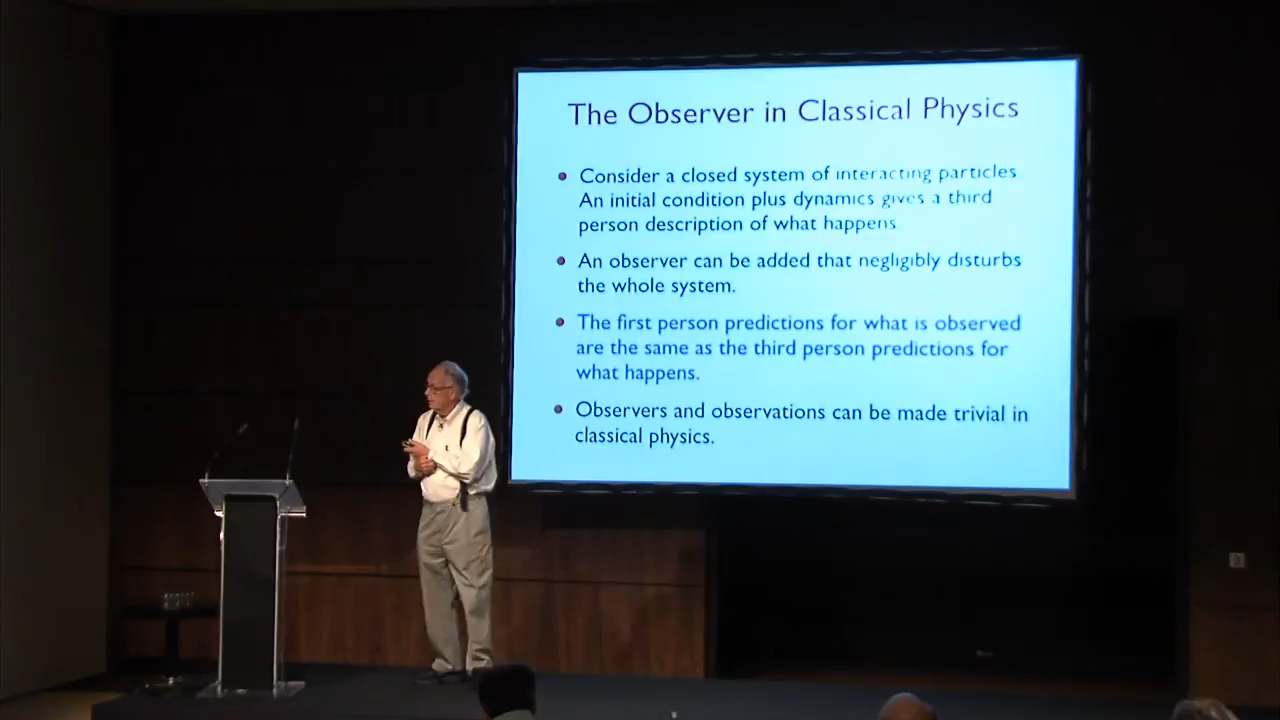 The Observer in Classical Physics
• Consider a closed system of interacting particles
An initial condition plus dynamics gives a third
person description of what happens
• An observer can be added that negligibly disturbs
the whole system.
• The first person predictions for what is observed
are the same as the third person predictions for
what happens.
• Observers and observations can be made trivial in
classical physics.